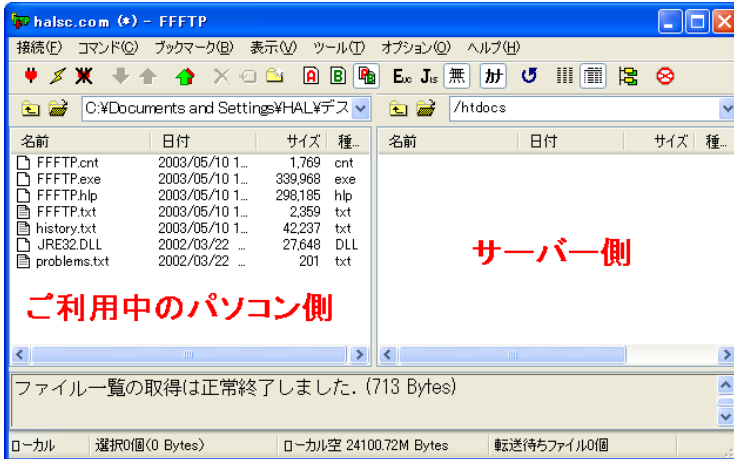 halsc.com (*) - FFFTP
接続(F) コマンド(C) ブックマーク(B) 表示(V) ツール(T) オプション(O) ヘルプ(H)
A B Euc JIS 無 カナ
C:¥Documents and Settings¥HAL¥デス /htdocs
名前 日付 サイズ 種... 名前 日付 サイズ 種...
FFFTP.cnt 2003/05/10 1... 1,769 cnt
FFFTP.exe 2003/05/10 1... 339,968 exe
FFFTP.hlp 2003/05/10 1... 298,185 hlp
FFFTP.txt 2003/05/10 1... 2,359 txt
history.txt 2003/05/10 1... 42,237 txt
JRE32.DLL 2002/03/22 ... 27,648 DLL
problems.txt 2002/03/22 ... 201 txt
サーバー側
ご利用中のパソコン側
ファイル一覧の取得は正常終了しました. (713 Bytes)
ローカル 選択0個(0 Bytes) ローカル空 24100.72M Bytes 転送待ちファイル0個